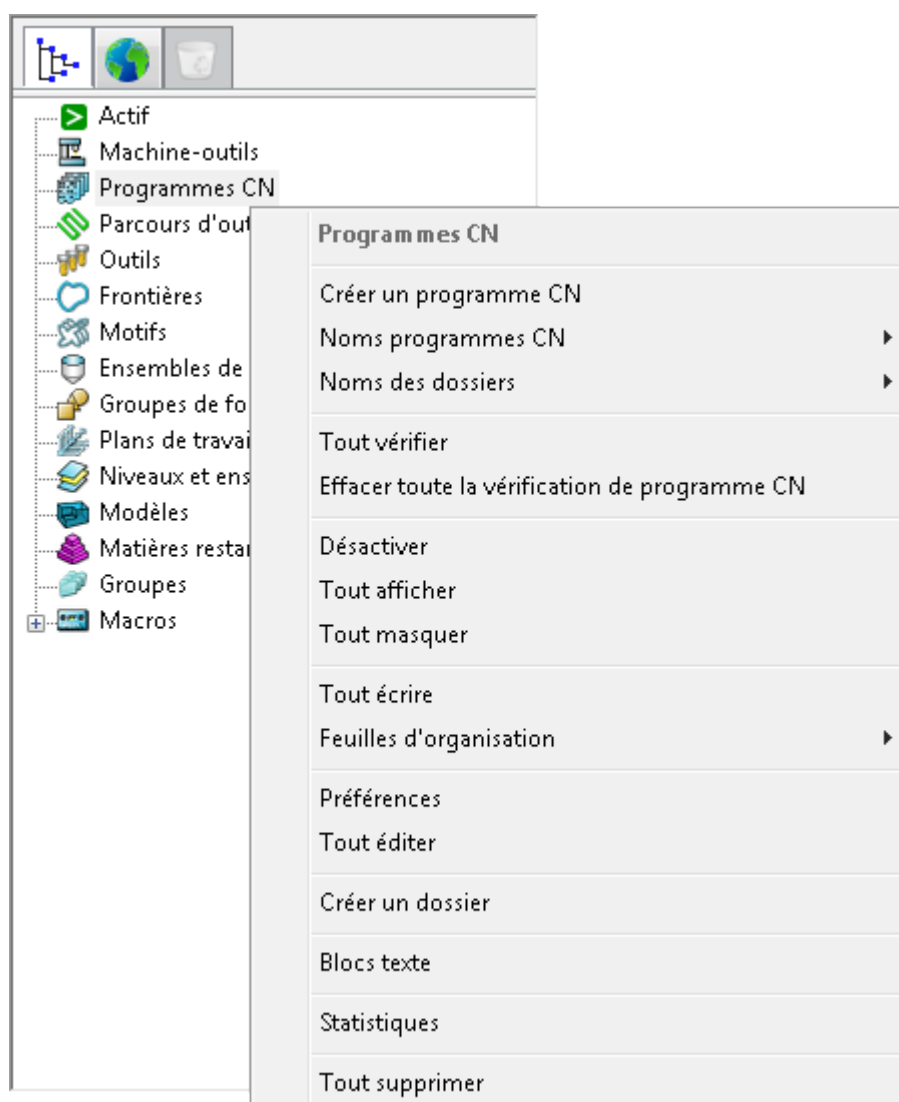 Actif
Machine-outils
Programmes CN
Parcours d'out
Outils
Frontières
Motifs
Ensembles de
Groupes de fo
Plans de travai
Niveaux et ens
Modèles
Matières restar
Groupes
Macros
Programmes CN
Créer un programme CN
Noms programmes CN
Noms des dossiers
Tout vérifier
Effacer toute la vérification de programme CN
Désactiver
Tout afficher
Tout masquer
Tout écrire
Feuilles d'organisation
Préférences
Tout éditer
Créer un dossier
Blocs texte
Statistiques
Tout supprimer